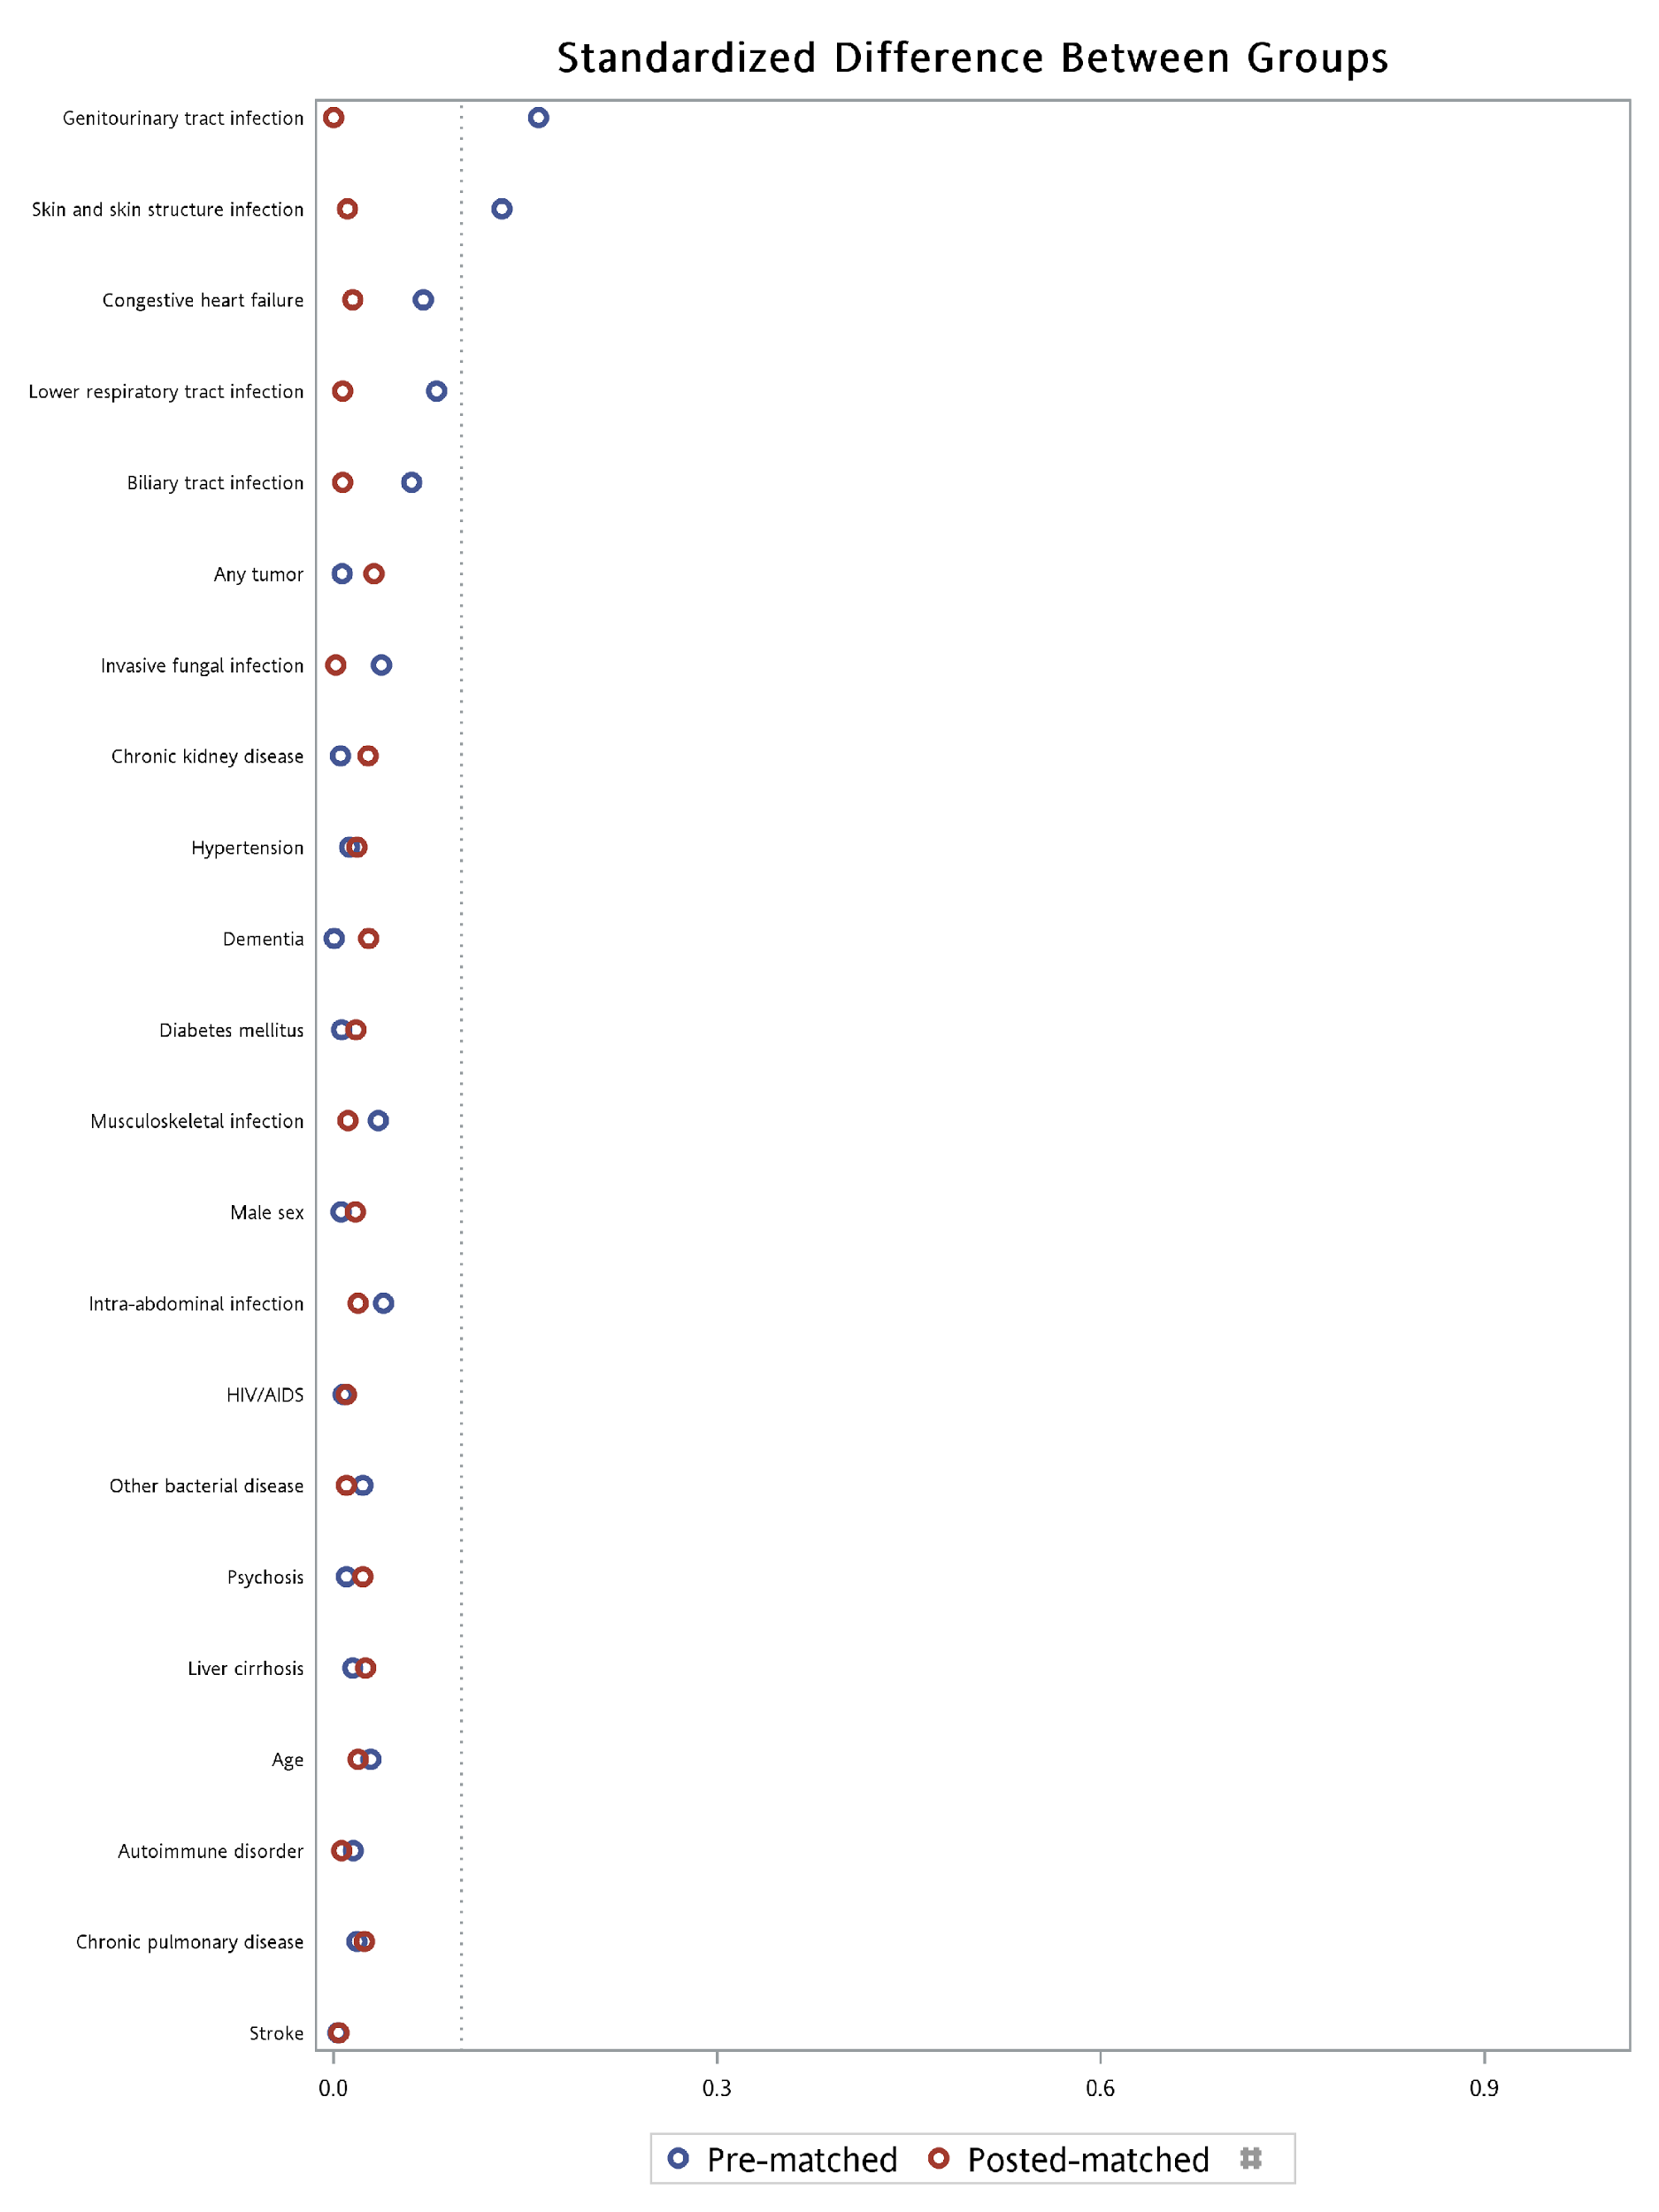 Standardized Difference Between Groups
Genitourinary tract infection
Skin and skin structure infection
Congestive heart failure
Lower respiratory tract infection
Biliary tract infection
Any tumor
Invasive fungal infection
Chronic kidney disease
Hypertension
Dementia
Diabetes mellitus
Musculoskeletal infection
Male sex
Intra-abdominal infection
HIV/AIDS
Other bacterial disease
Psychosis
Liver cirrhosis
Age
Autoimmune disorder
Chronic pulmonary disease
Stroke
0.0 0.3 0.6 0.9
Pre-matched Posted-matched